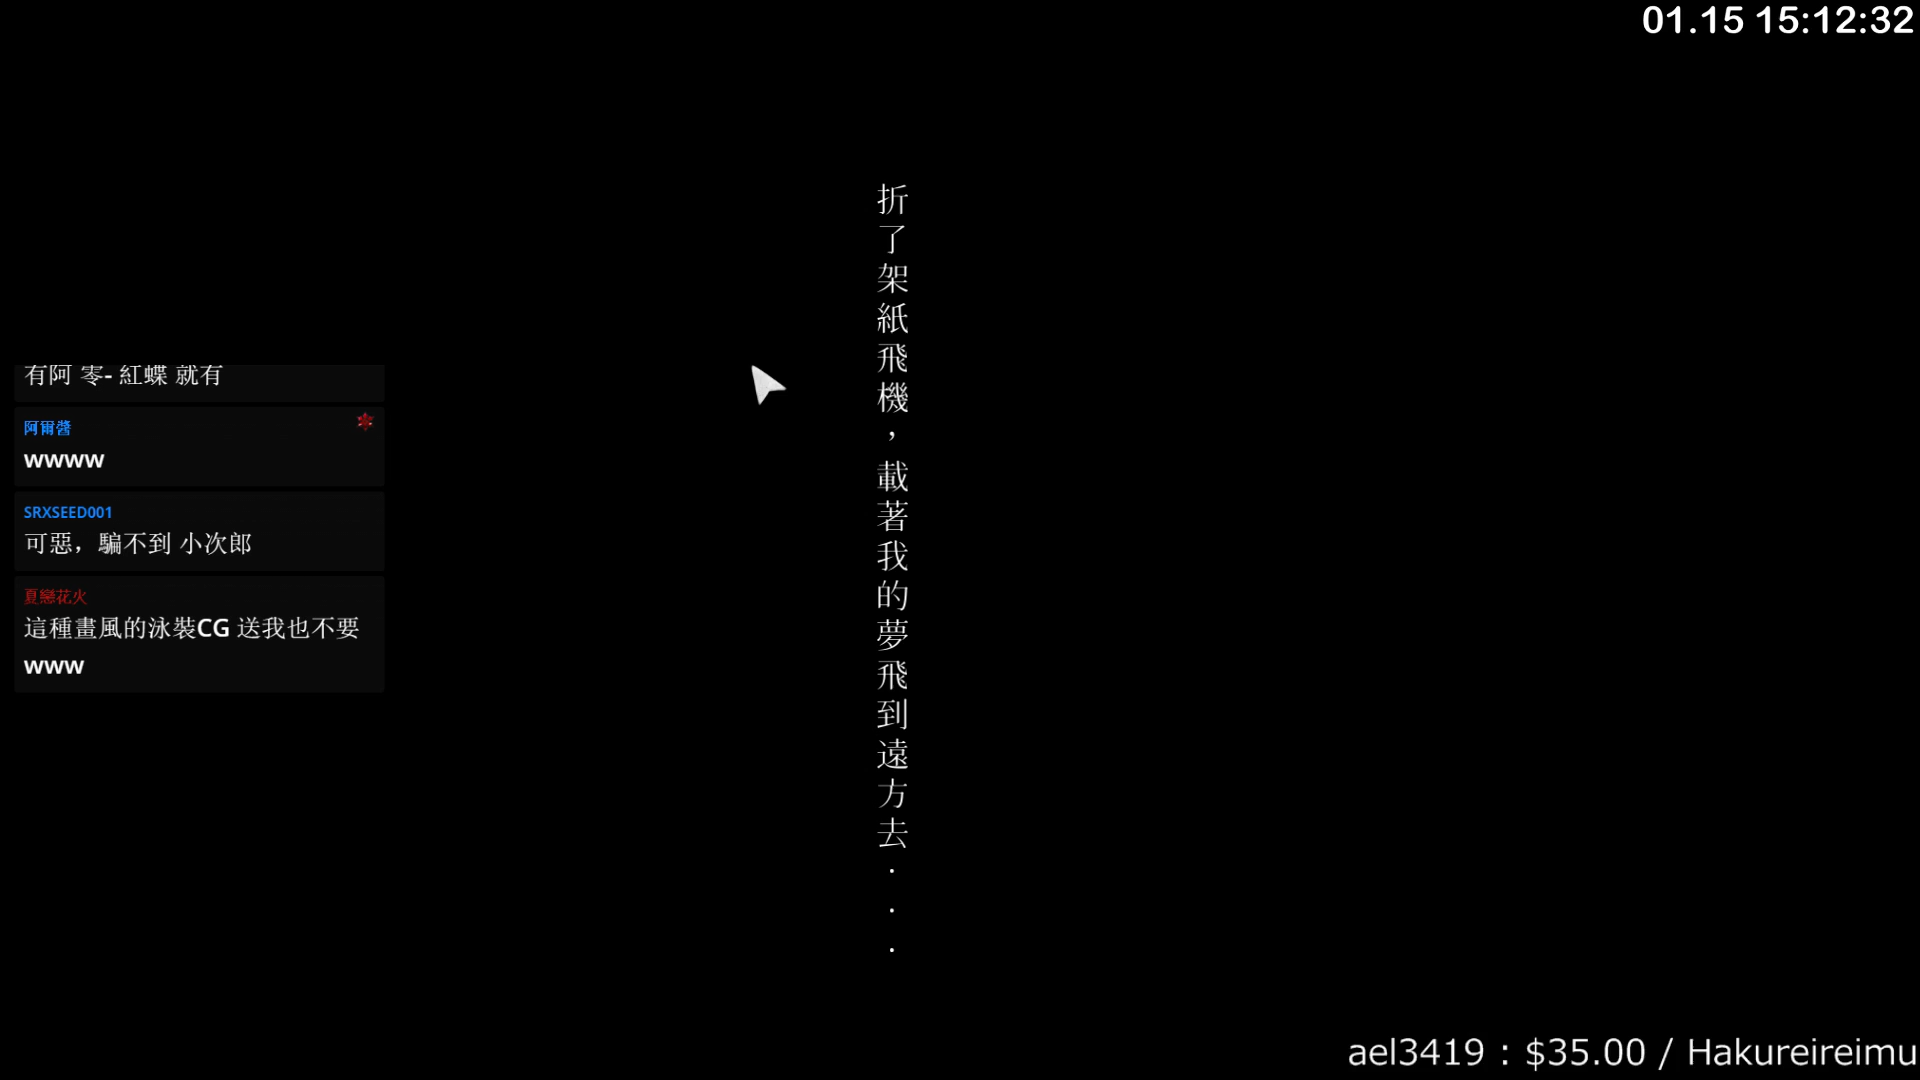 01.15 15:12:32
有阿 零- 紅蝶 就有
阿爾醬
wwww
SRXSEED001
可惡，騙不到 小次郎
夏戀花火
這種畫風的泳裝CG 送我也不要
www
折了架紙飛機，載著我的夢飛到遠方去...
ael3419 : $35.00 / Hakureireimu